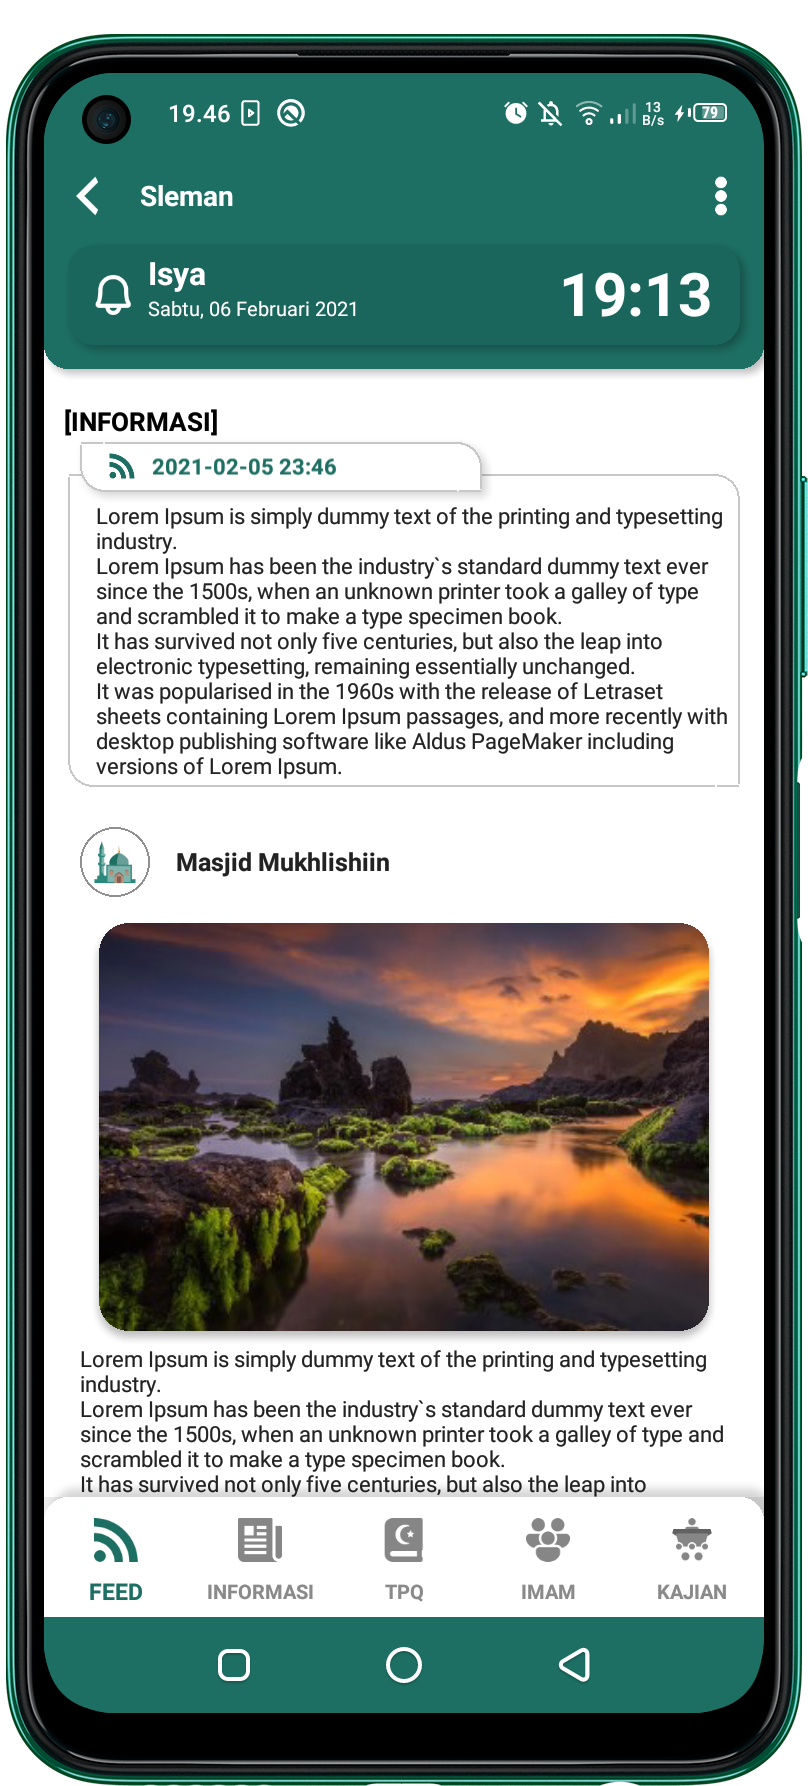 19.46
13
B/s
79
Sleman
Isya
Sabtu, 06 Februari 2021
19:13
[INFORMASI]
2021-02-05 23:46
Lorem Ipsum is simply dummy text of the printing and typesetting
industry.
Lorem Ipsum has been the industry`s standard dummy text ever
since the 1500s, when an unknown printer took a galley of type
and scrambled it to make a type specimen book.
It has survived not only five centuries, but also the leap into
electronic typesetting, remaining essentially unchanged.
It was popularised in the 1960s with the release of Letraset
sheets containing Lorem Ipsum passages, and more recently with
desktop publishing software like Aldus PageMaker including
versions of Lorem Ipsum.
Masjid Mukhlishiin
Lorem Ipsum is simply dummy text of the printing and typesetting
industry.
Lorem Ipsum has been the industry`s standard dummy text ever
since the 1500s, when an unknown printer took a galley of type and
scrambled it to make a type specimen book.
It has survived not only five centuries, but also the leap into
FEED INFORMASI TPQ IMAM KAJIAN